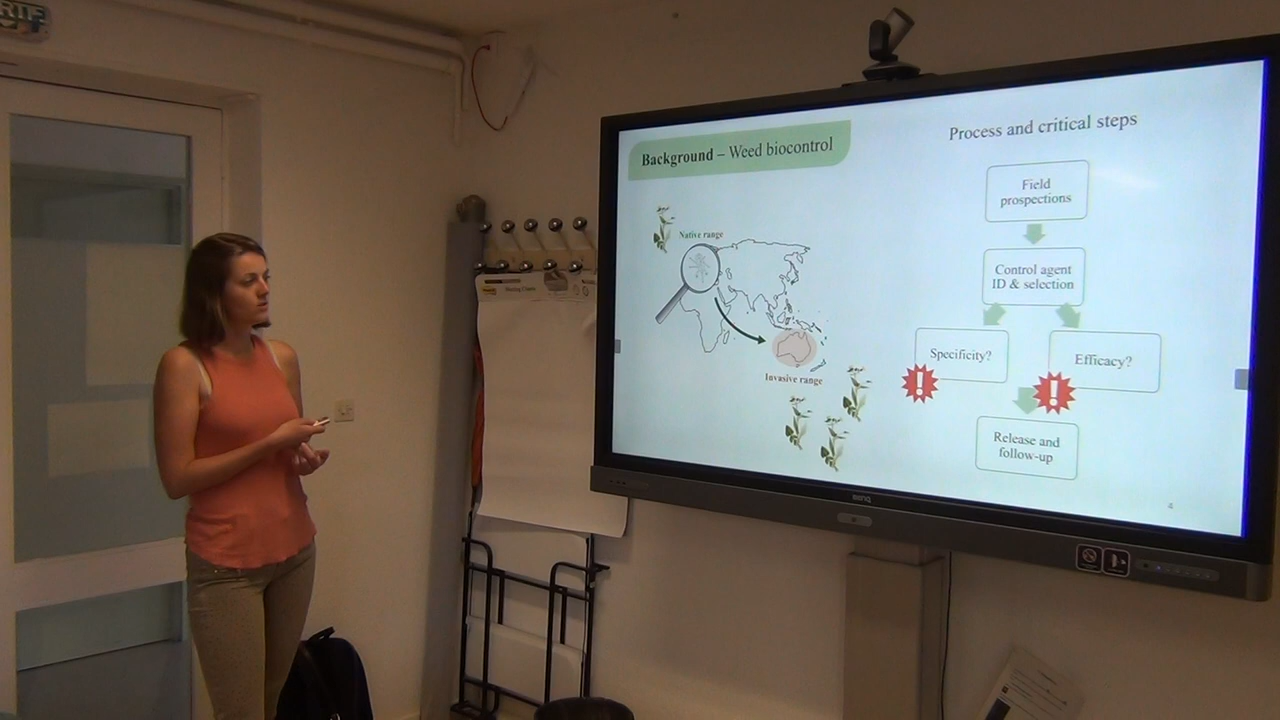 Background – Weed biocontrol
Process and critical steps
Native range
Invasive range
Field
prospections
Control agent
ID & selection
Specificity?
Efficacy?
!
!
Release and
follow-up
4
BenQ